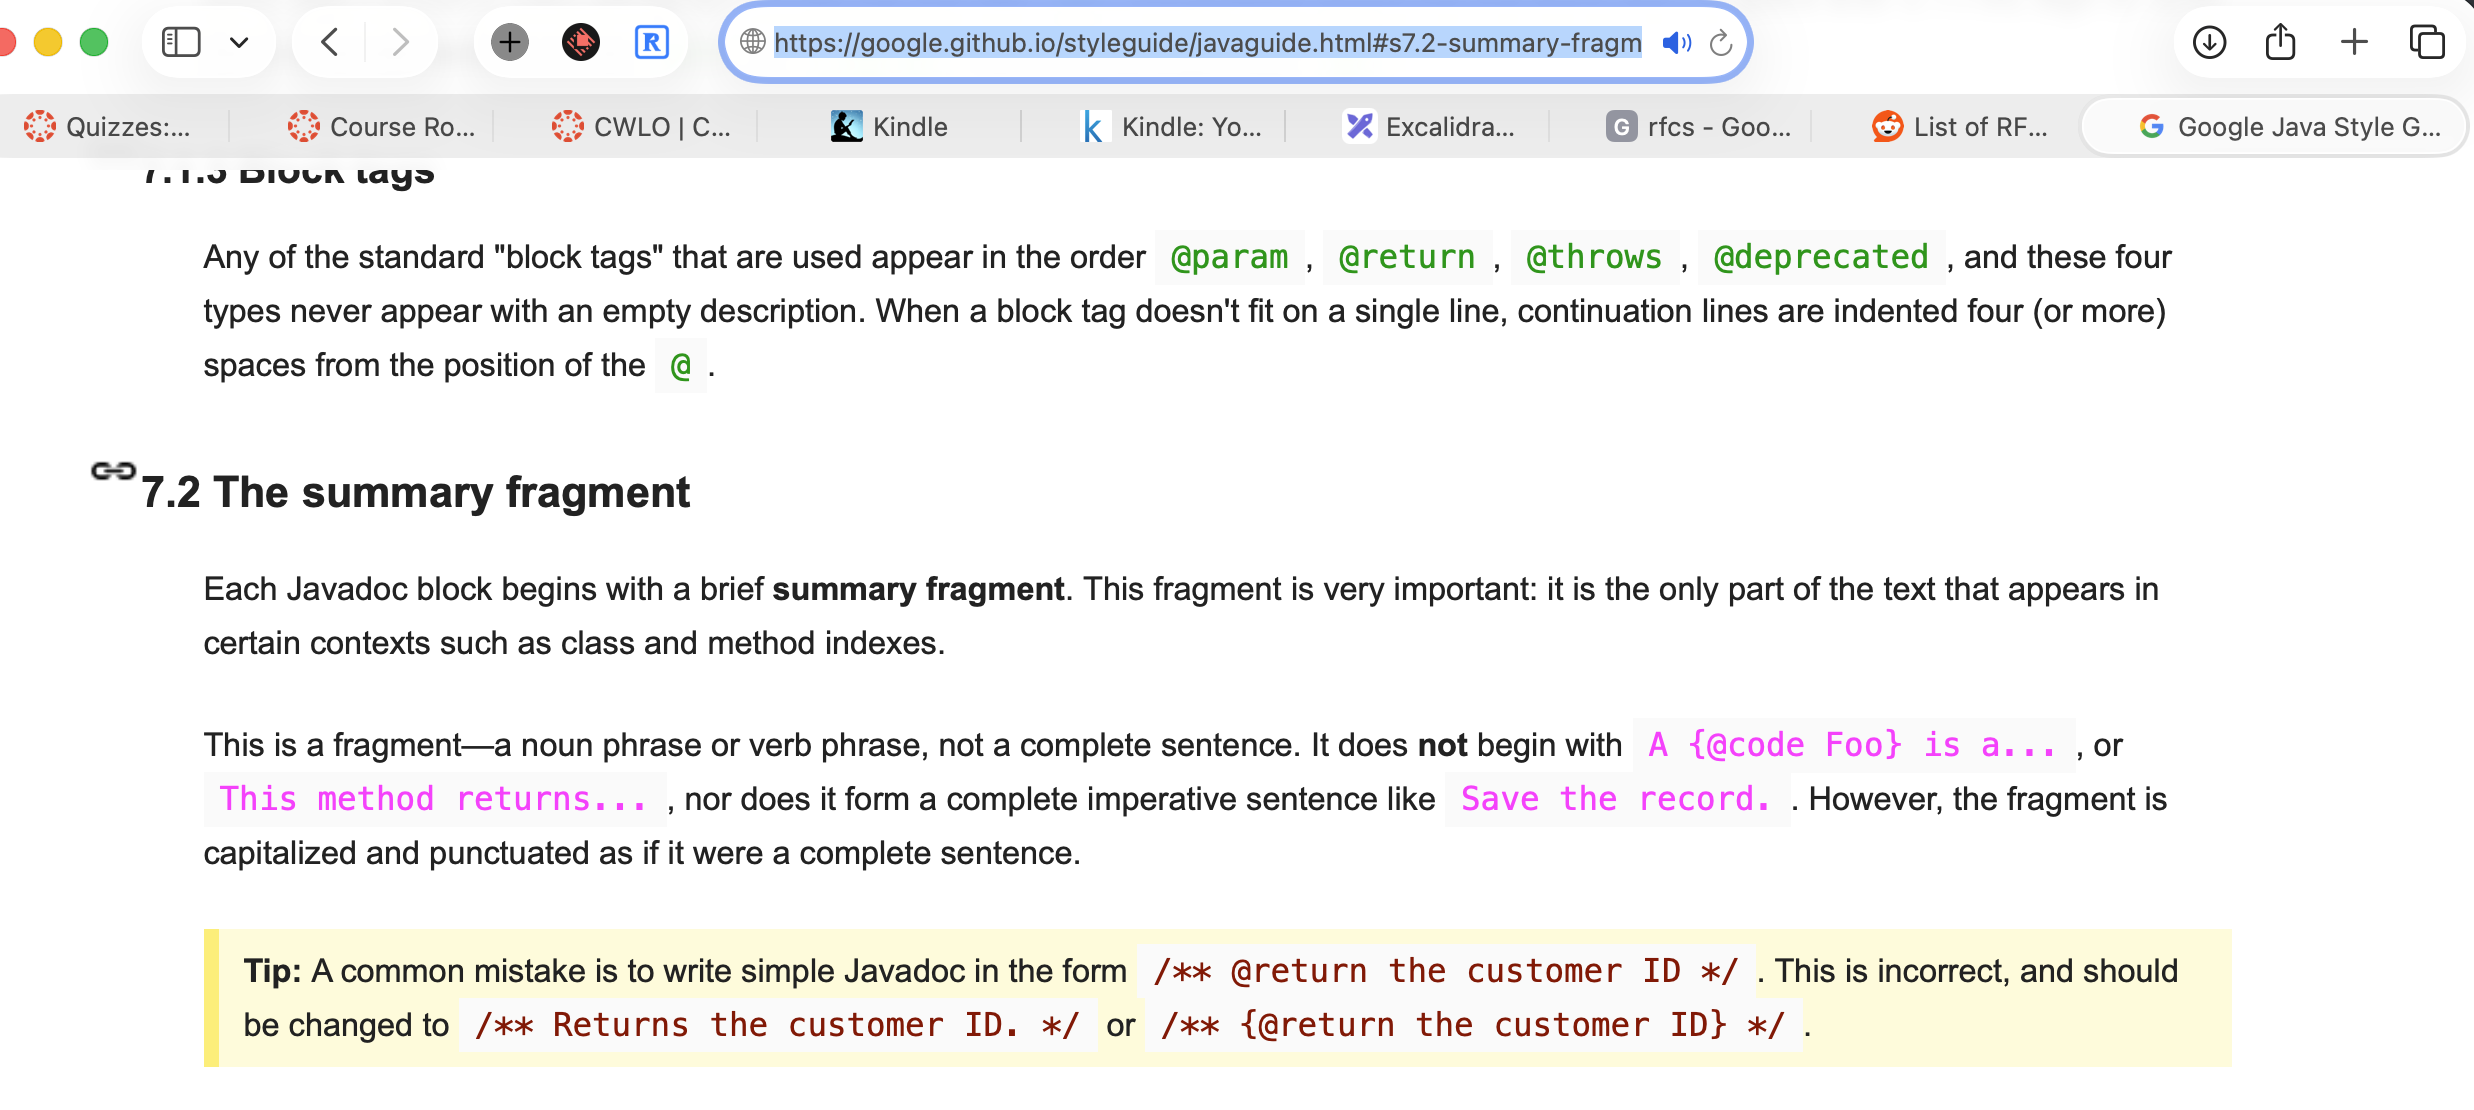 https://google.github.io/styleguide/javaguide.html#s7.2-summary-fragm
Quizzes:... Course Ro... CWLO | C... Kindle Kindle: Yo... Excalidra... rfcs - Goo... List of RF... Google Java Style G...
7.1.3 Block tags
Any of the standard "block tags" that are used appear in the order @param , @return , @throws , @deprecated , and these four
types never appear with an empty description. When a block tag doesn't fit on a single line, continuation lines are indented four (or more)
spaces from the position of the @ .
7.2 The summary fragment
Each Javadoc block begins with a brief summary fragment. This fragment is very important: it is the only part of the text that appears in
certain contexts such as class and method indexes.
This is a fragment—a noun phrase or verb phrase, not a complete sentence. It does not begin with A {@code Foo} is a... , or
This method returns... , nor does it form a complete imperative sentence like Save the record. . However, the fragment is
capitalized and punctuated as if it were a complete sentence.
Tip: A common mistake is to write simple Javadoc in the form /** @return the customer ID */ . This is incorrect, and should
be changed to /** Returns the customer ID. */ or /** {@return the customer ID} */ .